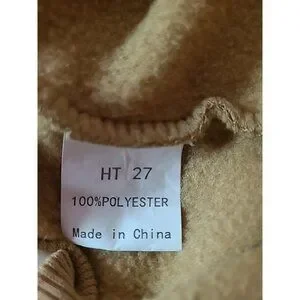 HT 27
100%POLYESTER
Made in China